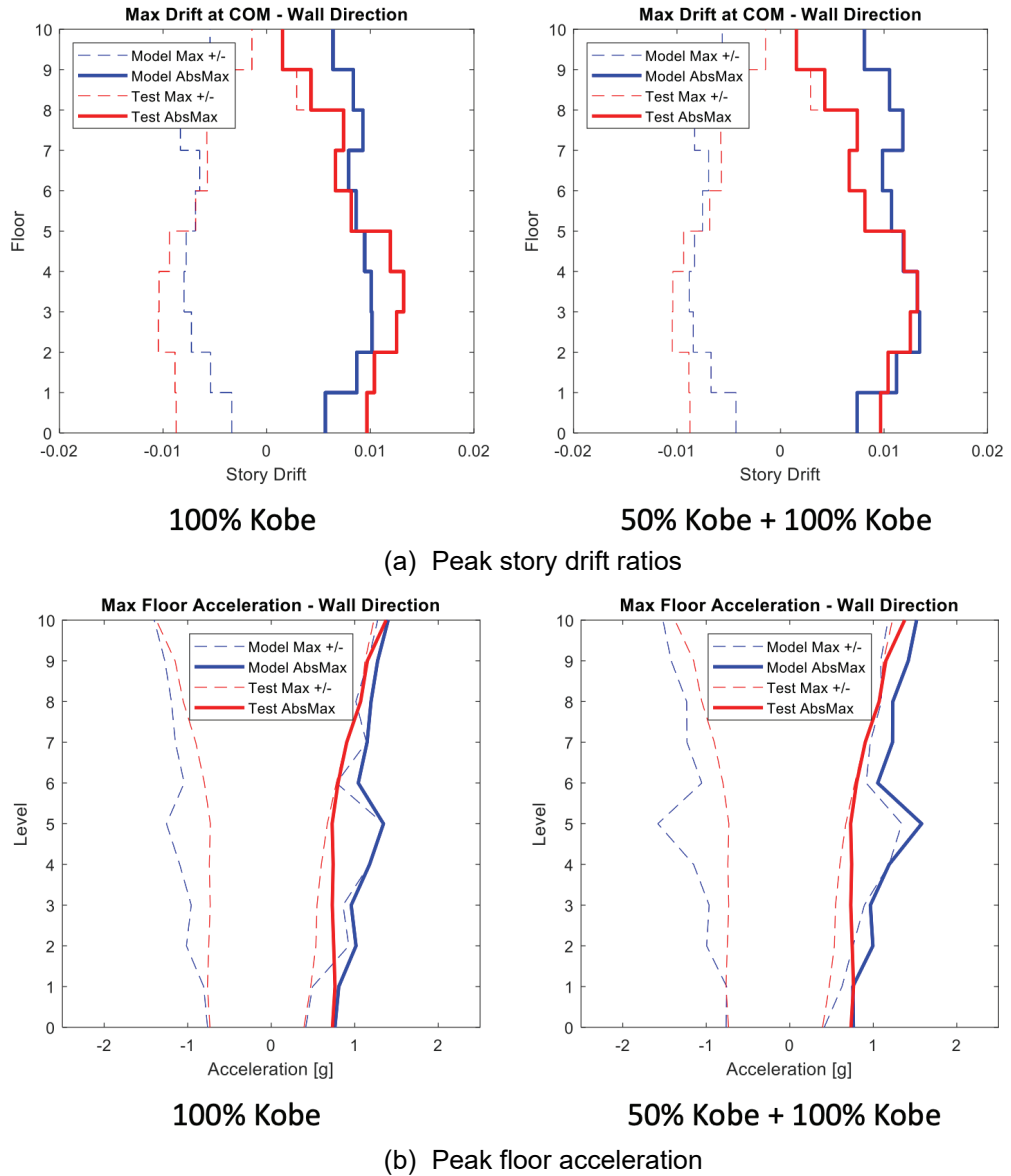 Max Drift at COM - Wall Direction
10
9
8
7
6
5
4
3
2
1
0
Floor
Model Max +/-
Model AbsMax
Test Max +/-
Test AbsMax
-0.02 -0.01 0 0.01 0.02
Story Drift
100% Kobe
Max Drift at COM - Wall Direction
10
9
8
7
6
5
4
3
2
1
0
Floor
Model Max +/-
Model AbsMax
Test Max +/-
Test AbsMax
-0.02 -0.01 0 0.01 0.02
Story Drift
50% Kobe + 100% Kobe
(a) Peak story drift ratios
Max Floor Acceleration - Wall Direction
10
9
8
7
6
5
4
3
2
1
0
Level
Model Max +/-
Model AbsMax
Test Max +/-
Test AbsMax
-2 -1 0 1 2
Acceleration [g]
100% Kobe
Max Floor Acceleration - Wall Direction
10
9
8
7
6
5
4
3
2
1
0
Level
Model Max +/-
Model AbsMax
Test Max +/-
Test AbsMax
-2 -1 0 1 2
Acceleration [g]
50% Kobe + 100% Kobe
(b) Peak floor acceleration